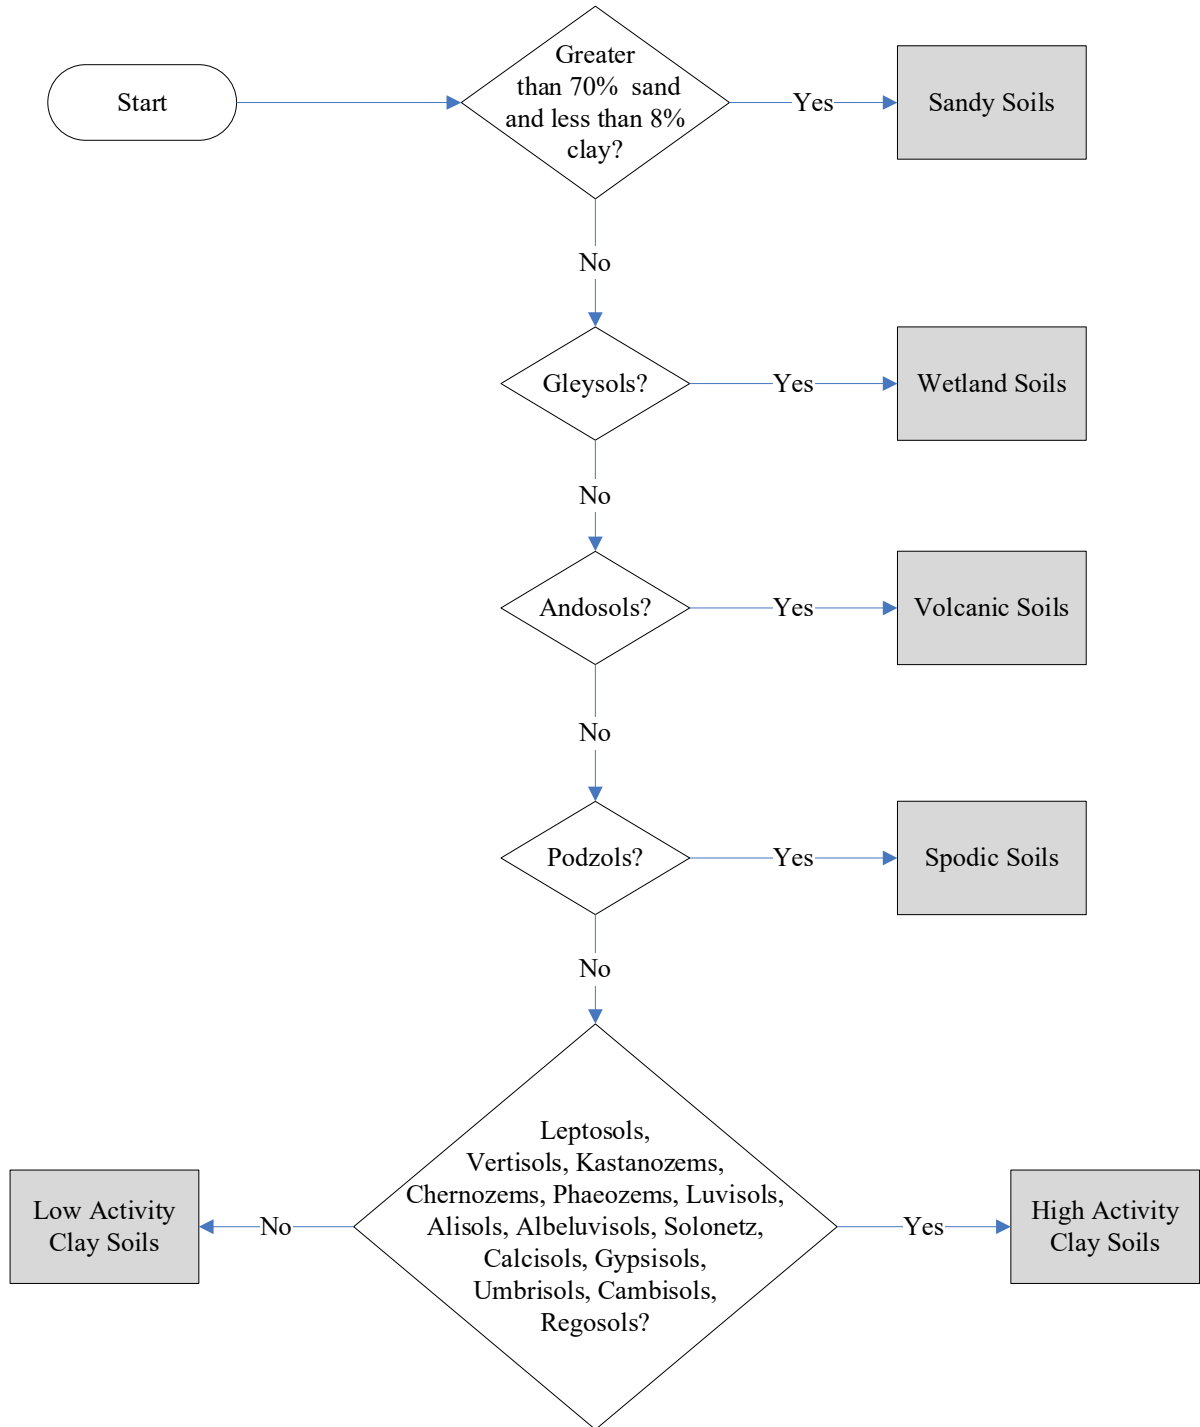 Start
Greater
than 70% sand
and less than 8%
clay?
Yes
Sandy Soils
No
Gleysols?
Yes
Wetland Soils
No
Andosols?
Yes
Volcanic Soils
No
Podzols?
Yes
Spodic Soils
No
Leptosols,
Vertisols, Kastanozems,
Chernozems, Phaeozems, Luvisols,
Alisols, Albeluvisols, Solonetz,
Calcisols, Gypsisols,
Umbrisols, Cambisols,
Regosols?
No
Low Activity
Clay Soils
Yes
High Activity
Clay Soils